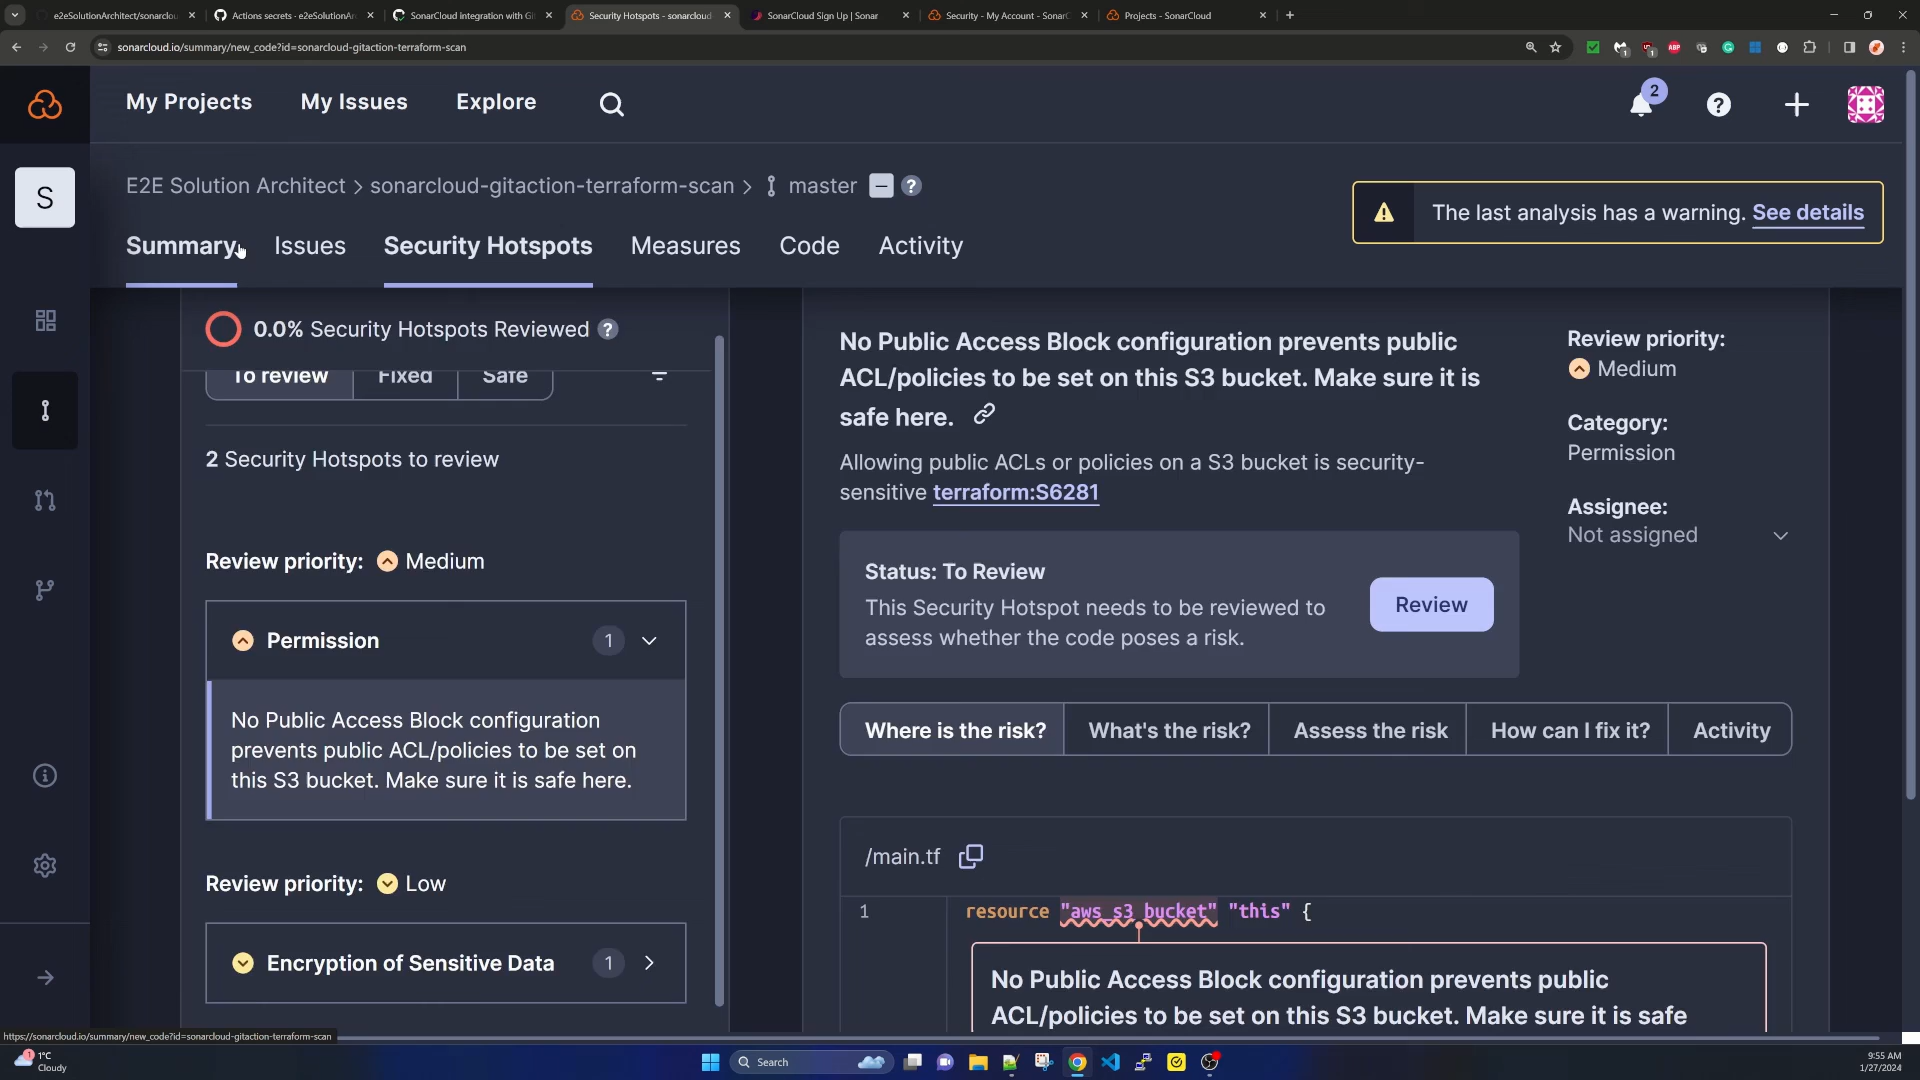 e2eSolutionArchitect/sonarclou
Actions secrets · e2eSolutionAr
SonarCloud integration with Git
Security Hotspots - sonarcloud
SonarCloud Sign Up | Sonar
Security - My Account - SonarC
Projects - SonarCloud
sonarcloud.io/summary/new_code?id=sonarcloud-gitaction-terraform-scan
My Projects
My Issues
Explore
2
S
E2E Solution Architect > sonarcloud-gitaction-terraform-scan > master
The last analysis has a warning. See details
Summary
Issues
Security Hotspots
Measures
Code
Activity
0.0% Security Hotspots Reviewed
To review
Fixed
Safe
2 Security Hotspots to review
Review priority: Medium
Permission 1
No Public Access Block configuration
prevents public ACL/policies to be set on
this S3 bucket. Make sure it is safe here.
Review priority: Low
Encryption of Sensitive Data 1
No Public Access Block configuration prevents public
ACL/policies to be set on this S3 bucket. Make sure it is
safe here.
Allowing public ACLs or policies on a S3 bucket is security-
sensitive terraform:S6281
Review priority:
Medium
Category:
Permission
Assignee:
Not assigned
Status: To Review
This Security Hotspot needs to be reviewed to
assess whether the code poses a risk.
Review
Where is the risk?
What's the risk?
Assess the risk
How can I fix it?
Activity
/main.tf
1 resource "aws_s3_bucket" "this" {
No Public Access Block configuration prevents public
ACL/policies to be set on this S3 bucket. Make sure it is safe
https://sonarcloud.io/summary/new_code?id=sonarcloud-gitaction-terraform-scan
1°C
Cloudy
Search
9:55 AM
1/27/2024